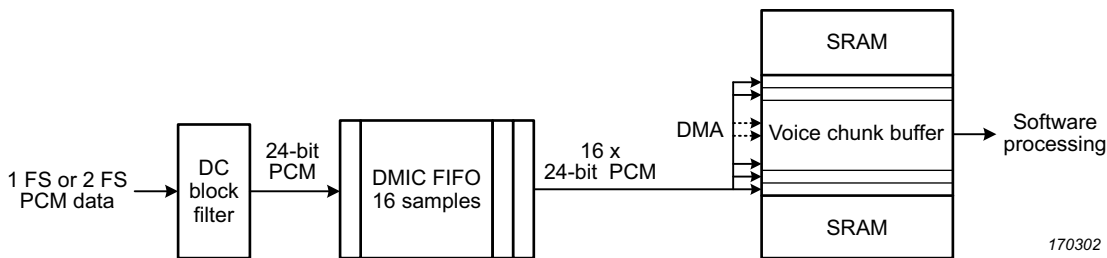 1 FS or 2 FS
PCM data
DC
block
filter
24-bit
PCM
DMIC FIFO
16 samples
16 x
24-bit PCM
DMA
SRAM
Voice chunk buffer
SRAM
Software
processing
170302